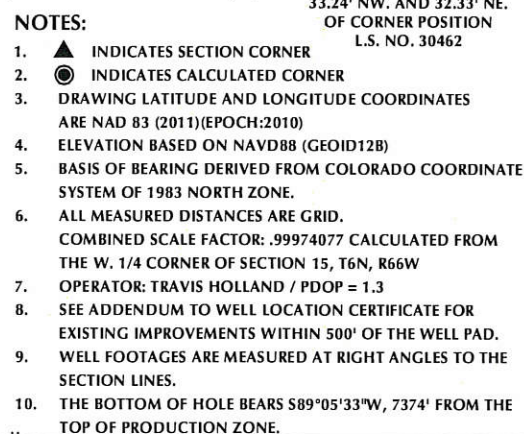 33.24' NW. AND 32.33' NE.
OF CORNER POSITION
L.S. NO. 30462
NOTES:
1. INDICATES SECTION CORNER
2. INDICATES CALCULATED CORNER
3. DRAWING LATITUDE AND LONGITUDE COORDINATES
ARE NAD 83 (2011)(EPOCH:2010)
4. ELEVATION BASED ON NAVD88 (GEOID12B)
5. BASIS OF BEARING DERIVED FROM COLORADO COORDINATE
SYSTEM OF 1983 NORTH ZONE.
6. ALL MEASURED DISTANCES ARE GRID.
COMBINED SCALE FACTOR: .99974077 CALCULATED FROM
THE W. 1/4 CORNER OF SECTION 15, T6N, R66W
7. OPERATOR: TRAVIS HOLLAND / PDOP = 1.3
8. SEE ADDENDUM TO WELL LOCATION CERTIFICATE FOR
EXISTING IMPROVEMENTS WITHIN 500' OF THE WELL PAD.
9. WELL FOOTAGES ARE MEASURED AT RIGHT ANGLES TO THE
SECTION LINES.
10. THE BOTTOM OF HOLE BEARS S89°05'33"W, 7374' FROM THE
TOP OF PRODUCTION ZONE.